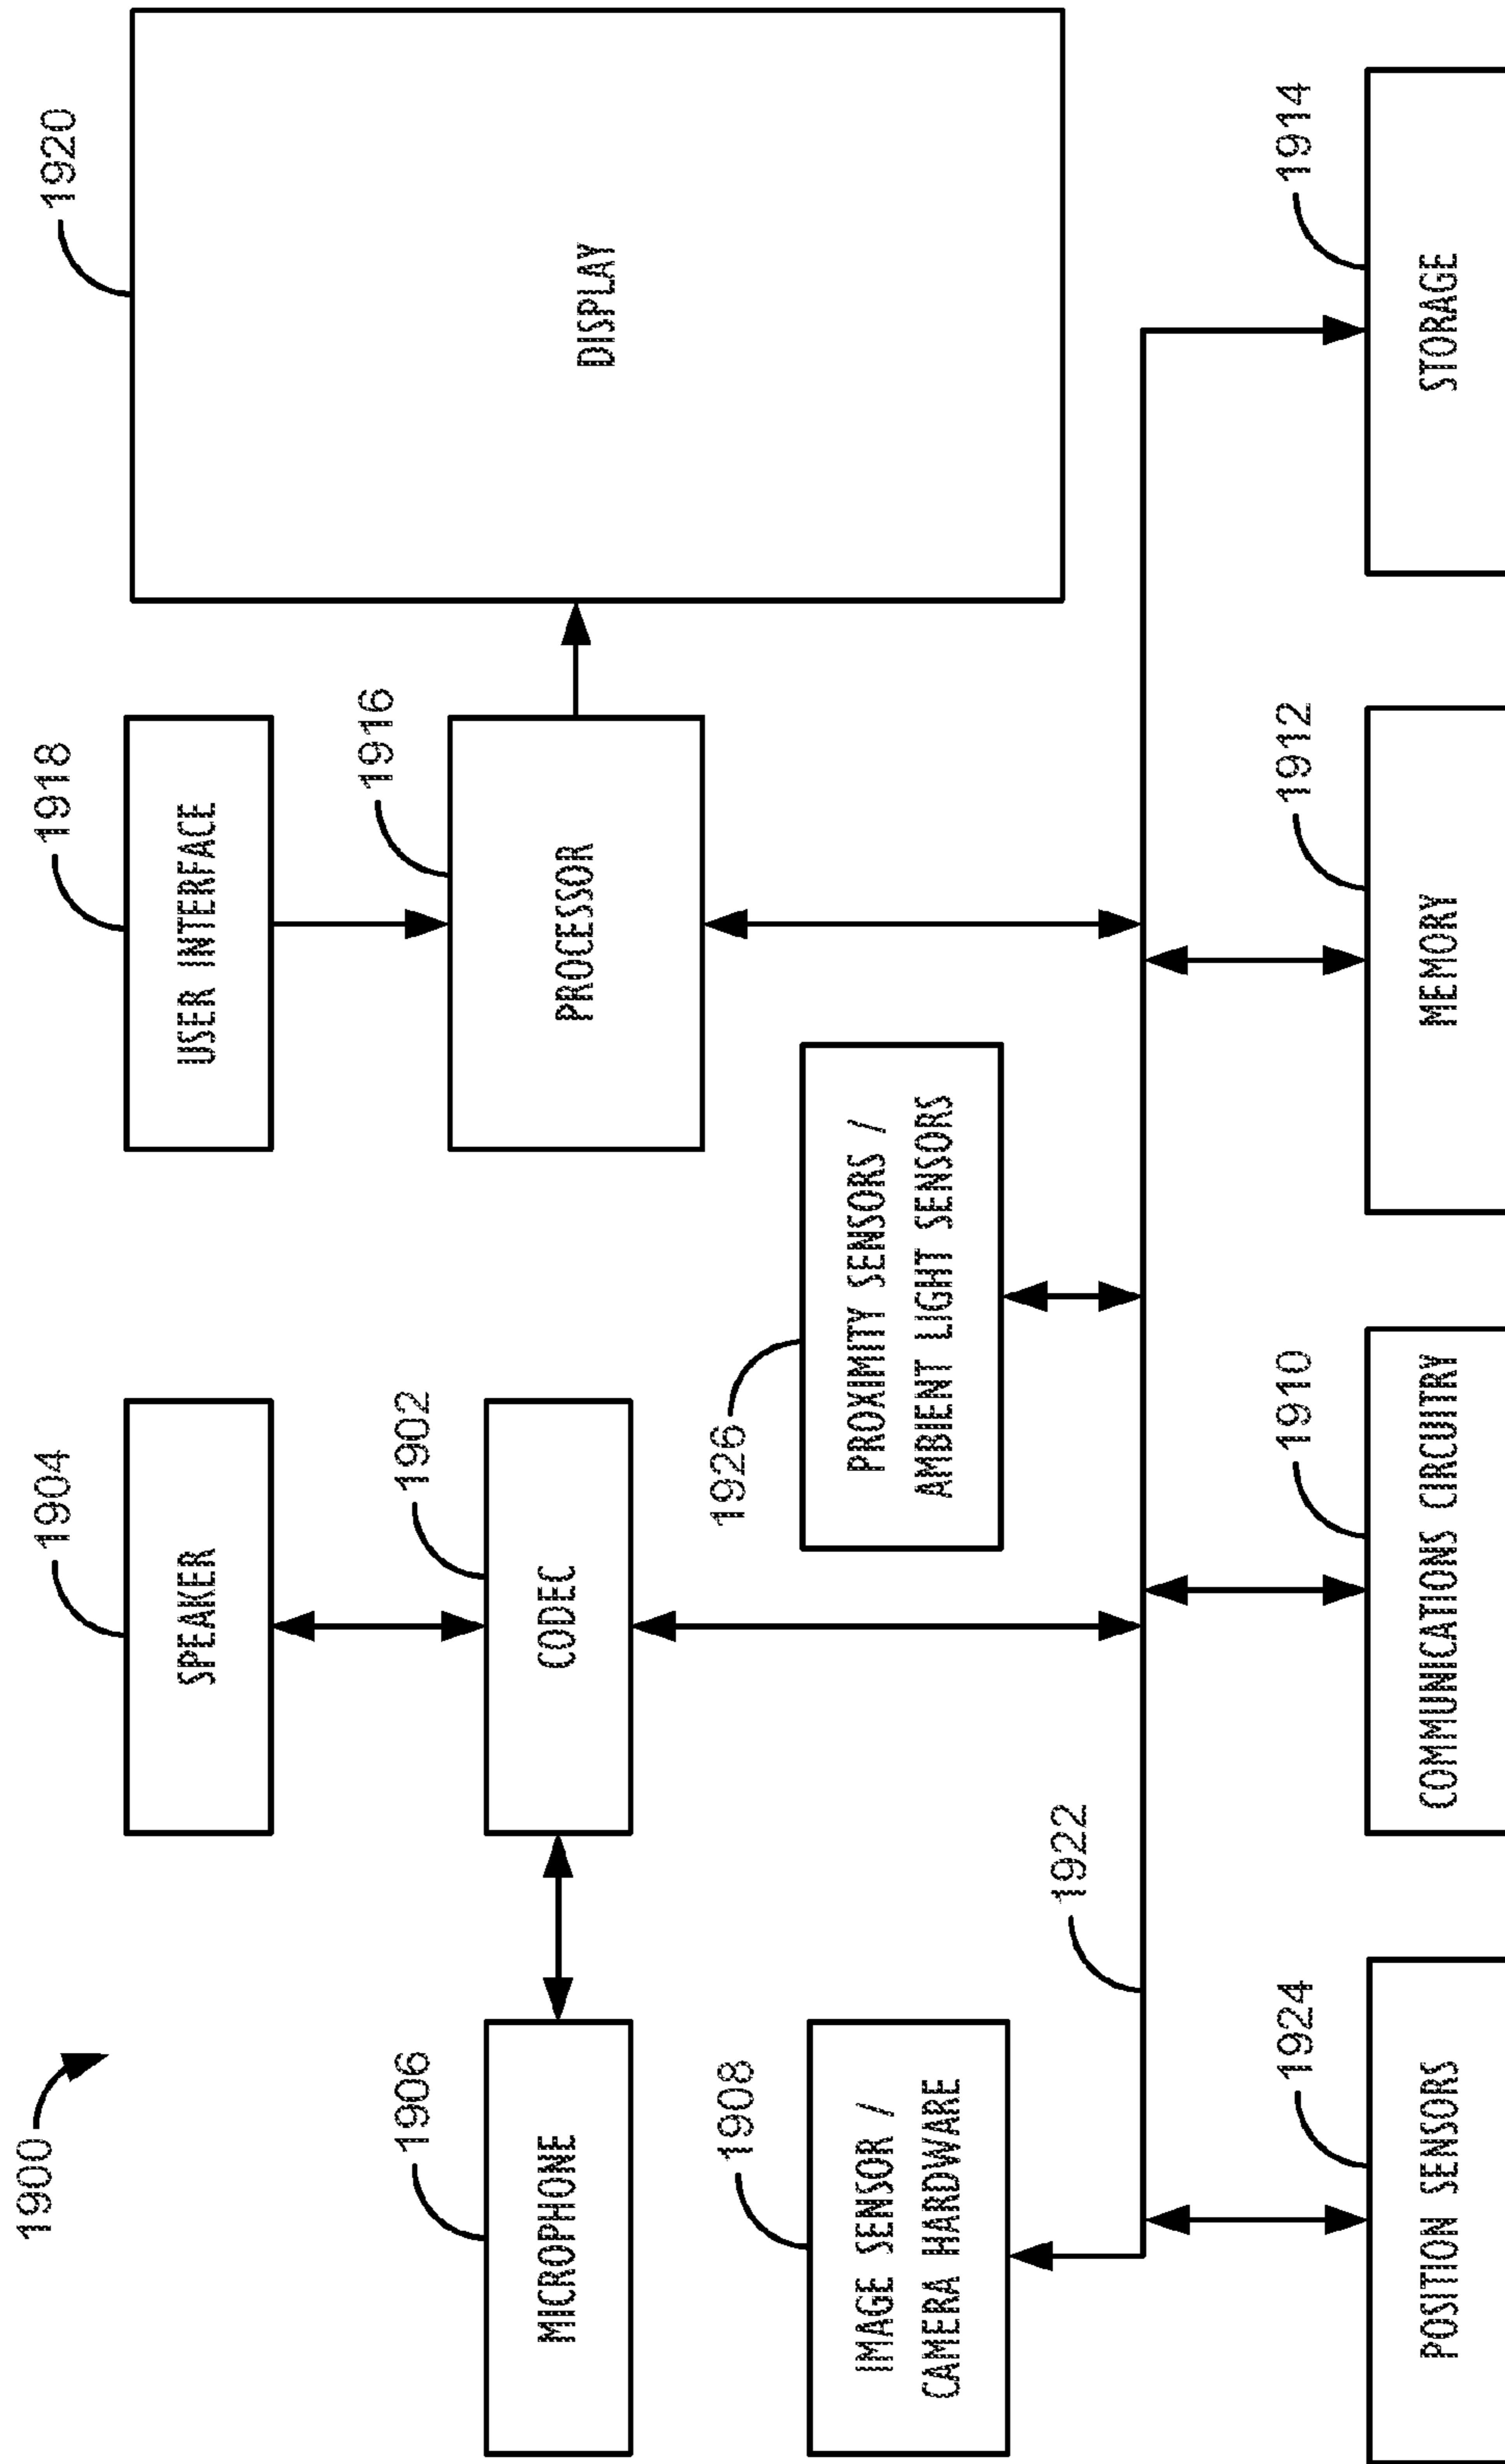 1900
1904
SPEAKER
1918
USER INTERFACE
1920
DISPLAY
1906
MICROPHONE
1902
CODEC
1916
PROCESSOR
1908
IMAGE SENSOR /
CAMERA HARDWARE
1926
PROXIMITY SENSORS /
AMBIENT LIGHT SENSORS
1922
1924
POSITION SENSORS
1910
COMMUNICATIONS CIRCUITRY
1912
MEMORY
1914
STORAGE